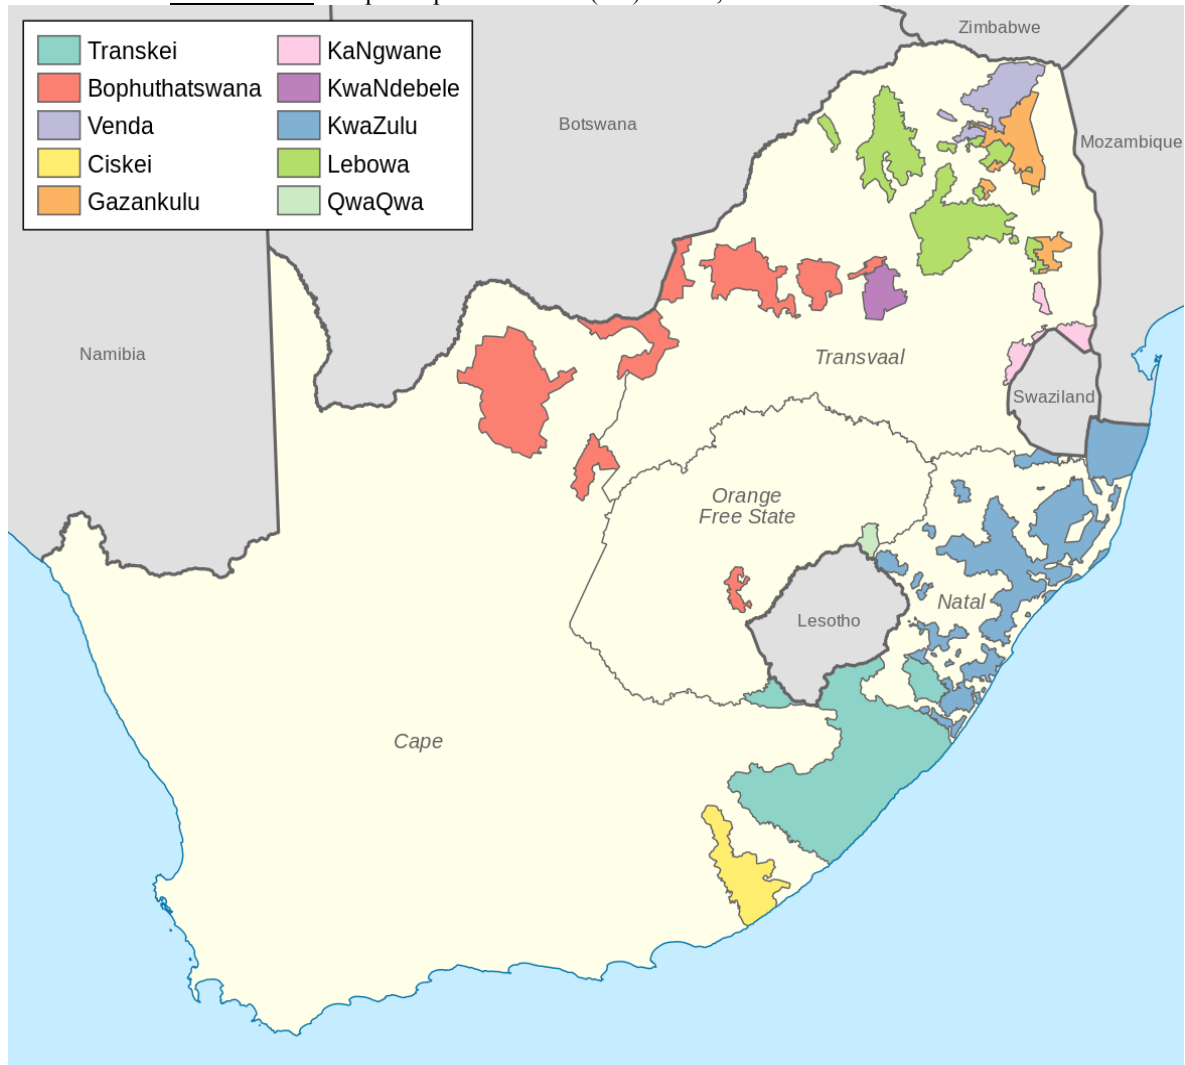 Transkei
Bophuthatswana
Venda
Ciskei
Gazankulu
KaNgwane
KwaNdebele
KwaZulu
Lebowa
QwaQwa
Zimbabwe
Botswana
Mozambique
Namibia
Transvaal
Swaziland
Orange
Free State
Natal
Lesotho
Cape